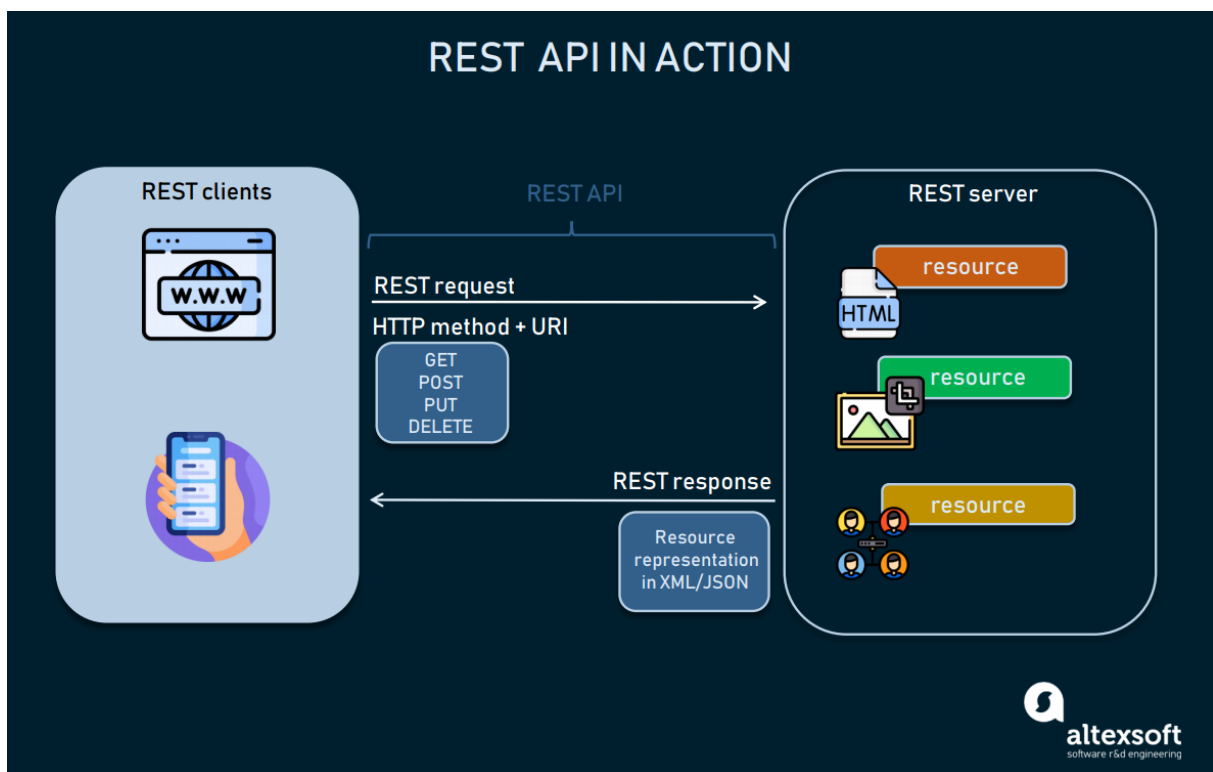 REST API IN ACTION
REST clients
W.W.W
REST API
REST request
HTTP method + URI
GET
POST
PUT
DELETE
REST response
Resource
representation
in XML/JSON
REST server
resource
HTML
resource
resource
altexsoft
software r&d engineering